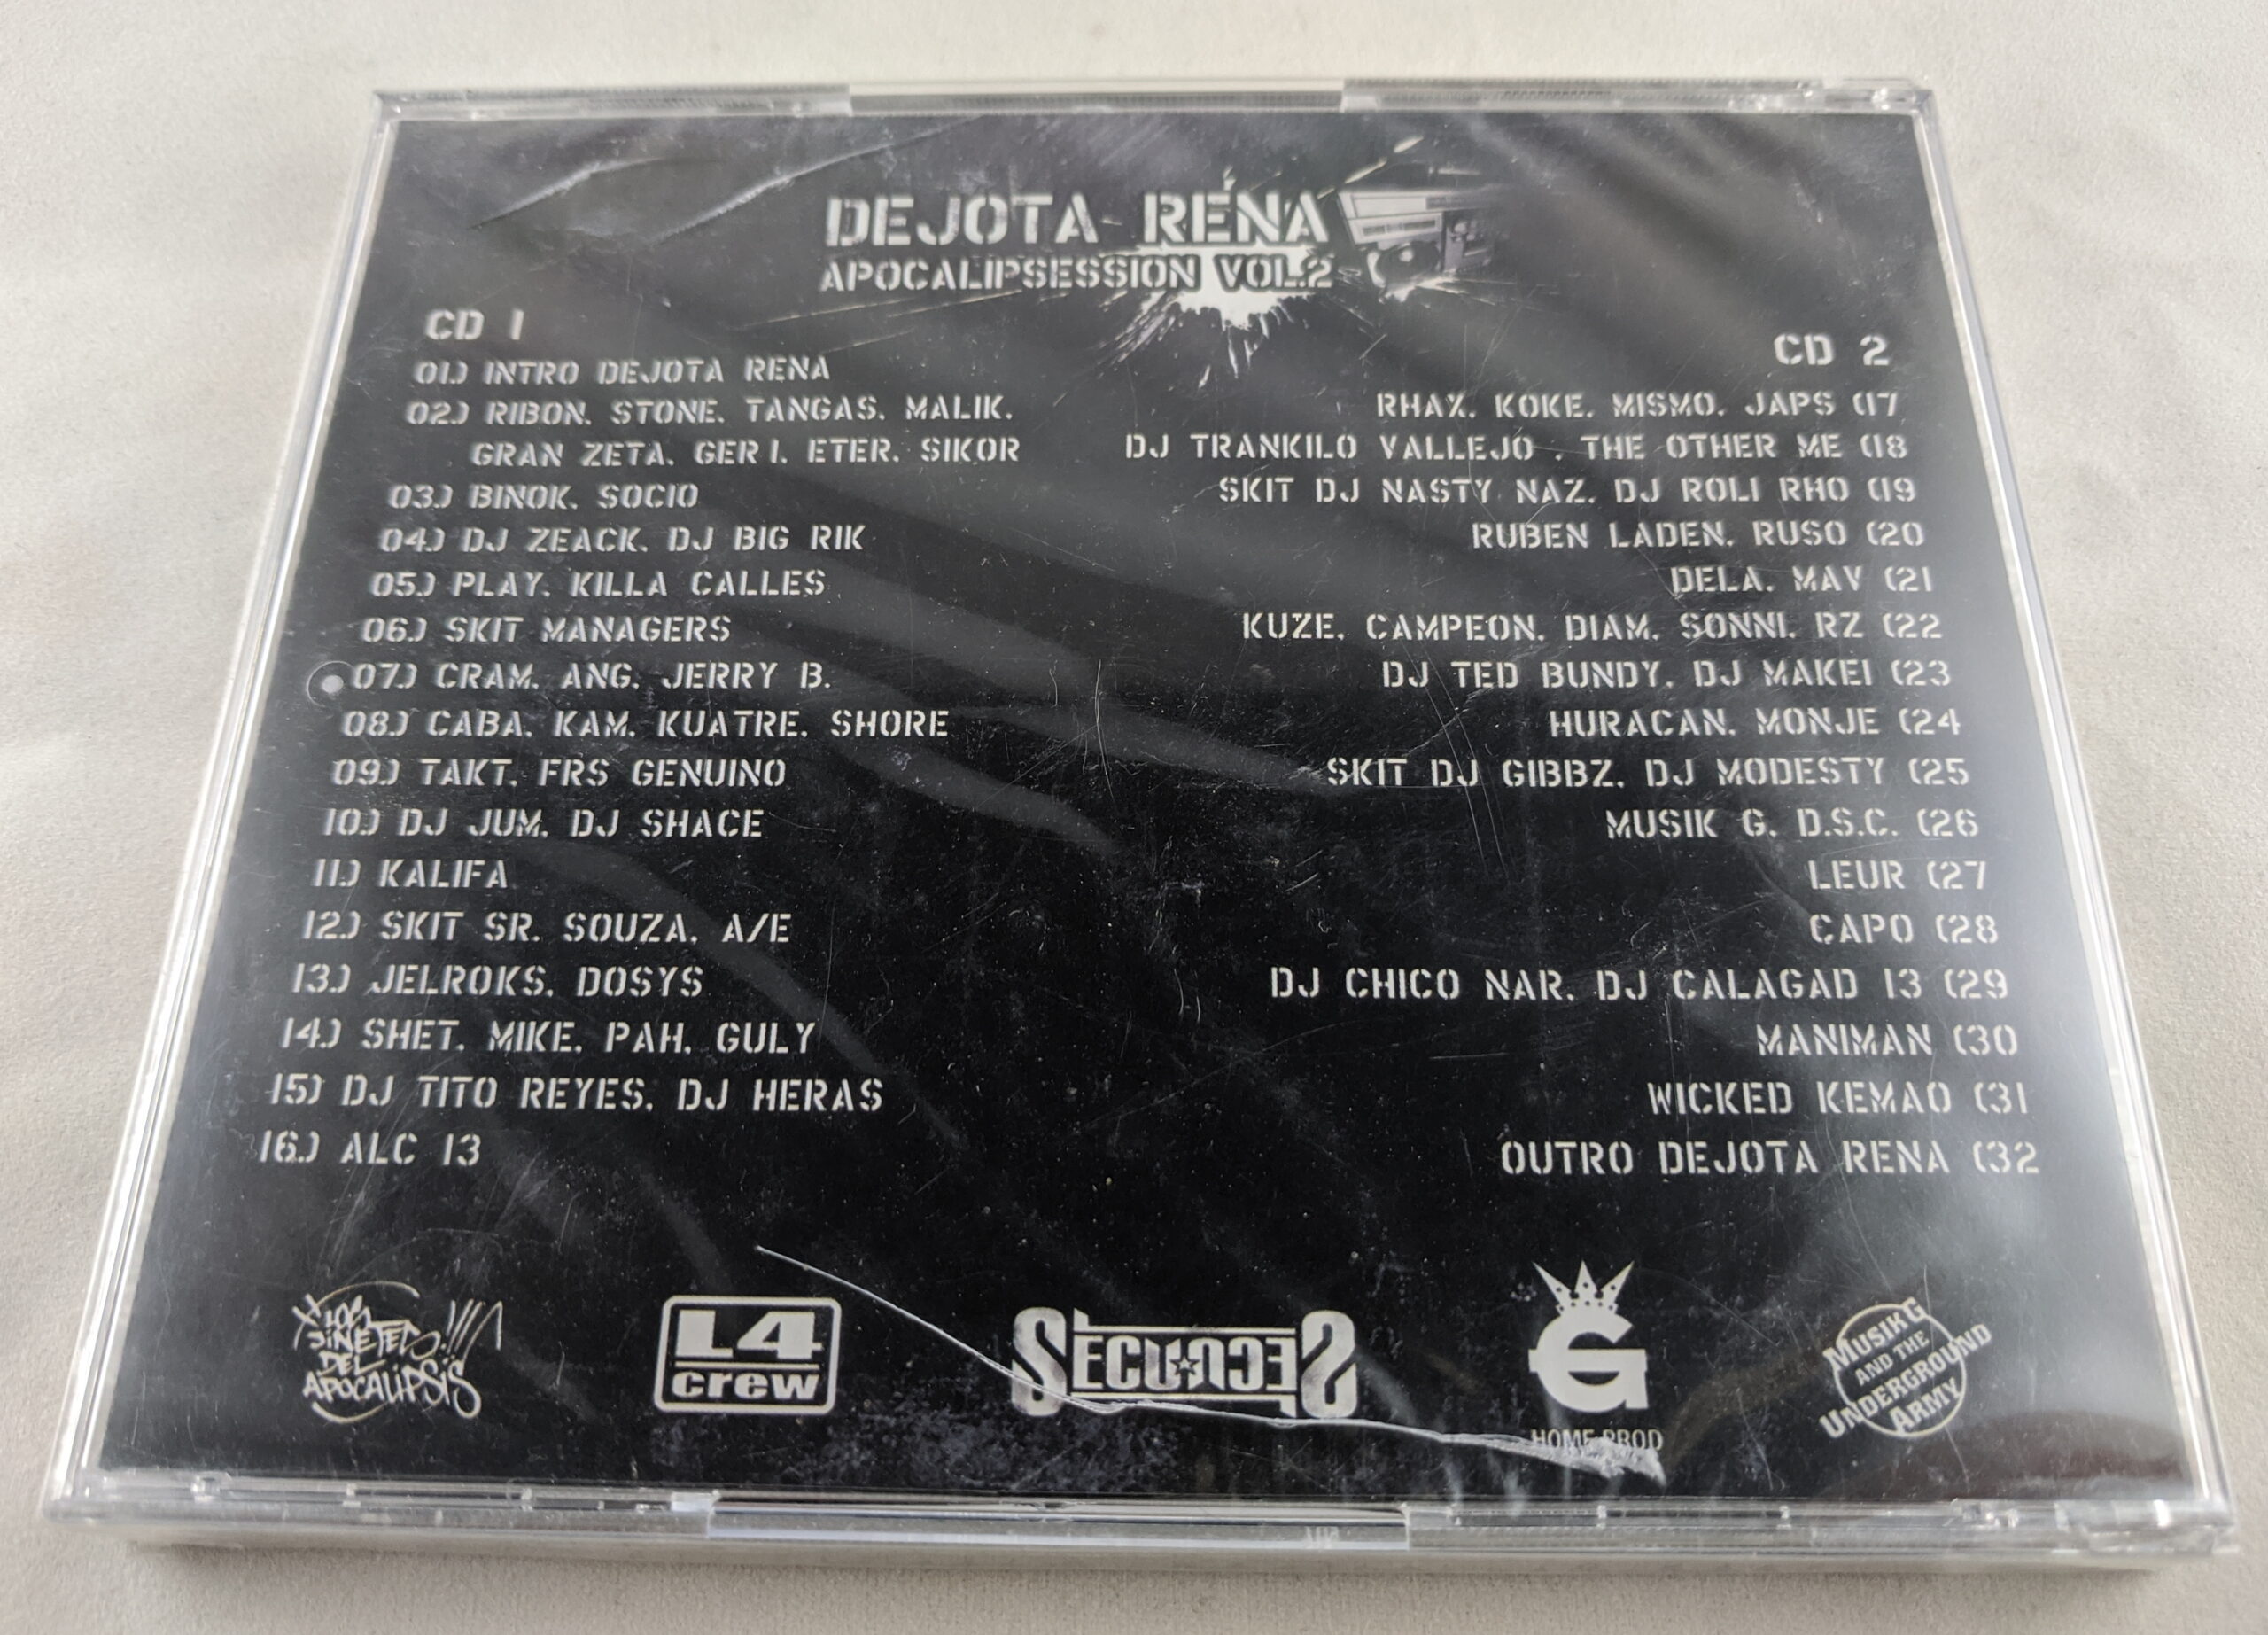 DEJOTA RENA
APOCALIPSESSION VOL.2
CD 1
01.) INTRO DEJOTA RENA
02.) RIBON, STONE, TANGAS, MALIK,
GRAN ZETA, GER I, ETER, SIKOR
03.) BINOK, SOCIO
04.) DJ ZEACK, DJ BIG RIK
05.) PLAY, KILLA CALLES
06.) SKIT MANAGERS
07.) CRAM, ANG, JERRY B.
08.) CABA, KAM, KUATRE, SHORE
09.) TAKT, FRS GENUINO
10.) DJ JUM, DJ SHACE
11.) KALIFA
12.) SKIT SR. SOUZA, A/E
13.) JELROKS, DOSYS
14.) SHET, MIKE, PAH, GULY
15) DJ TITO REYES, DJ HERAS
16.) ALC 13
CD 2
RHAX, KOKE, MISMO, JAPS (17
DJ TRANKILO VALLEJO . THE OTHER ME (18
SKIT DJ NASTY NAZ, DJ ROLI RHO (19
RUBEN LADEN, RUSO (20
DELA, MAV (21
KUZE, CAMPEON, DIAM, SONNI, RZ (22
DJ TED BUNDY, DJ MAKEI (23
HURACAN, MONJE (24
SKIT DJ GIBBZ, DJ MODESTY (25
MUSIK G, D.S.C. (26
LEUR (27
CAPO (28
DJ CHICO NAR, DJ CALAGAD 13 (29
MANIMAN (30
WICKED KEMAO (31
OUTRO DEJOTA RENA (32
LOS
JINETES
DEL
APOCALIPSIS
L4
crew
SECUACES
G
HOME PROD
MUSIK G
AND THE
UNDERGROUND
ARMY